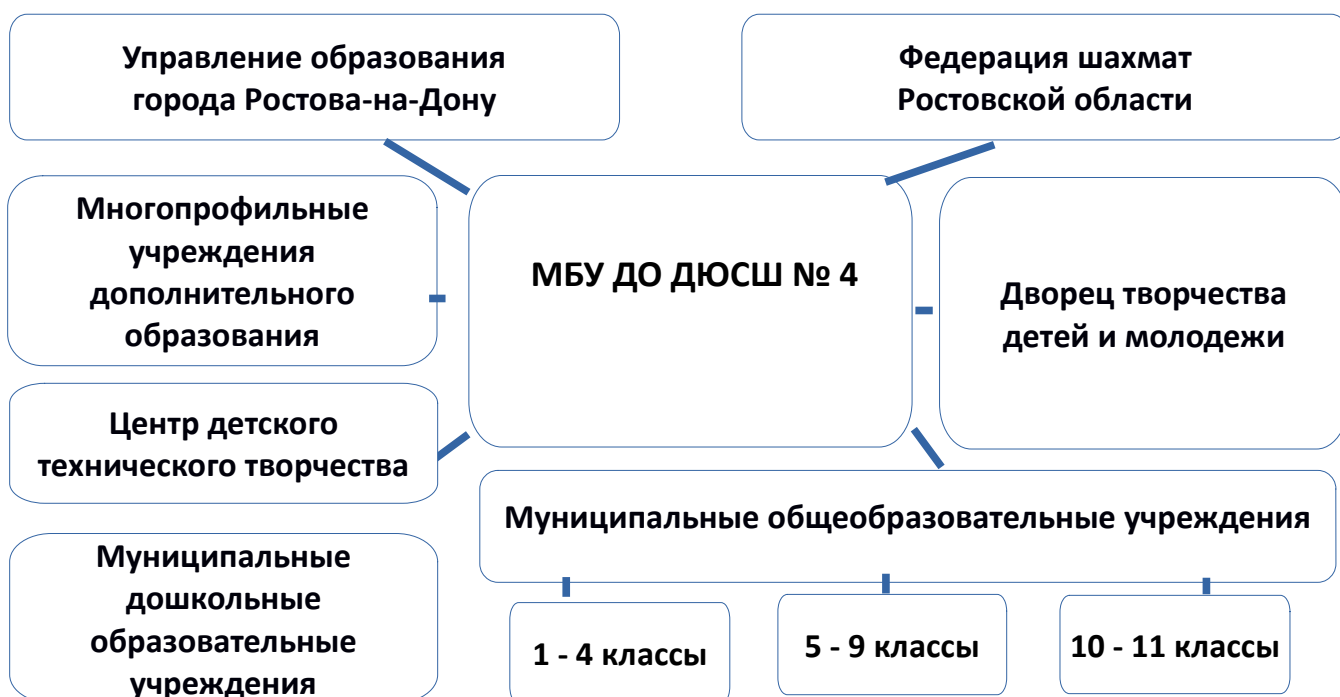 Управление образования
города Ростова-на-Дону
Федерация шахмат
Ростовской области
Многопрофильные
учреждения
дополнительного
образования
МБУ ДО ДЮСШ № 4
Дворец творчества
детей и молодежи
Центр детского
технического творчества
Муниципальные общеобразовательные учреждения
Муниципальные
дошкольные
образовательные
учреждения
1 - 4 классы
5 - 9 классы
10 - 11 классы